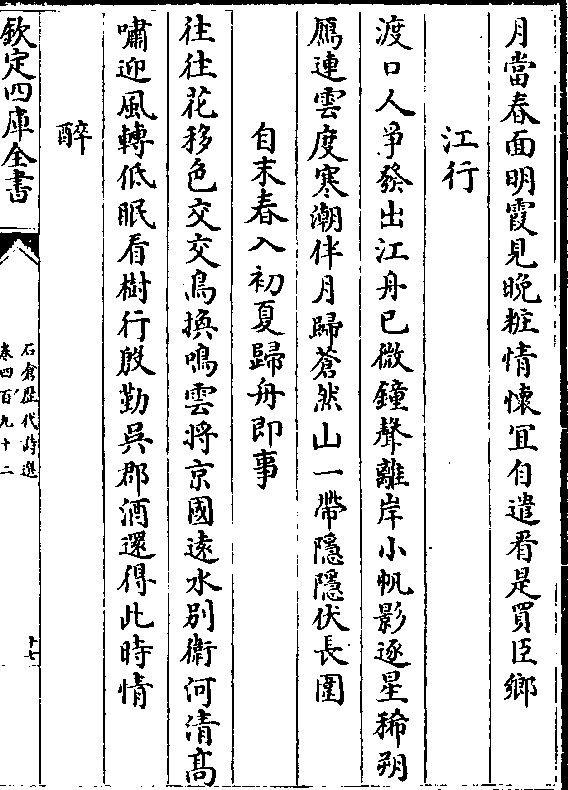 月當春面明霞見晚粧情懷宜自遣看是買臣鄉
江行
渡口人爭發出江舟已微鐘聲離岸小帆影逐星稀朔
鴈連雲度寒潮伴月歸蒼然山一帶隱隱伏長圍
自末春入初夏歸舟即事
往往花移色交交鳥換鳴雲將京國遠水別衛河清高
嘯迎風轉低眠看樹行殷勤吳郡酒還得此時情
醉
欽定四庫全書
石倉歷代詩選
卷四百九十二
十七